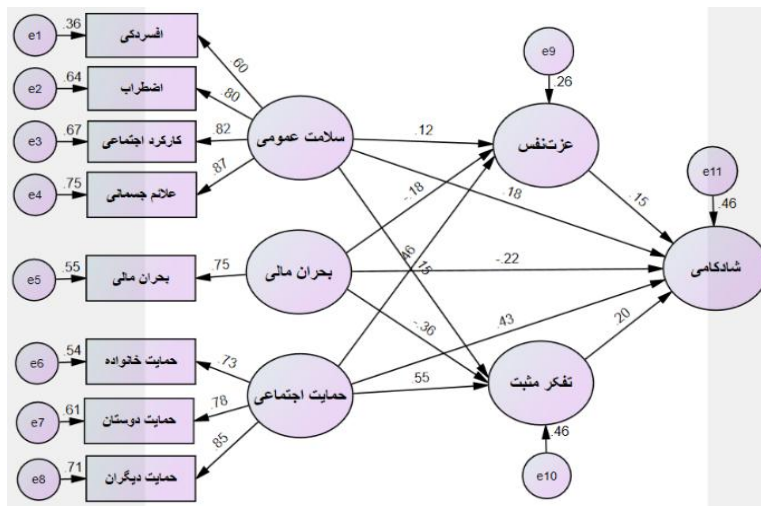 e1
.36
افسردگی
.60
e2
.64
اضطراب
.80
e3
.67
کارکرد اجتماعی
.82
e4
.75
علائم جسمانی
.87
سلامت عمومی
e5
.55
بحران مالی
.75
بحران مالی
e6
.54
حمایت خانواده
.73
e7
.61
حمایت دوستان
.78
e8
.71
حمایت دیگران
.85
حمایت اجتماعی
.12
-.18
.18
.46
.15
-.22
-.36
.43
.55
e9
.26
عزت‌نفس
.15
e11
.46
شادکامی
.20
تفکر مثبت
.46
e10